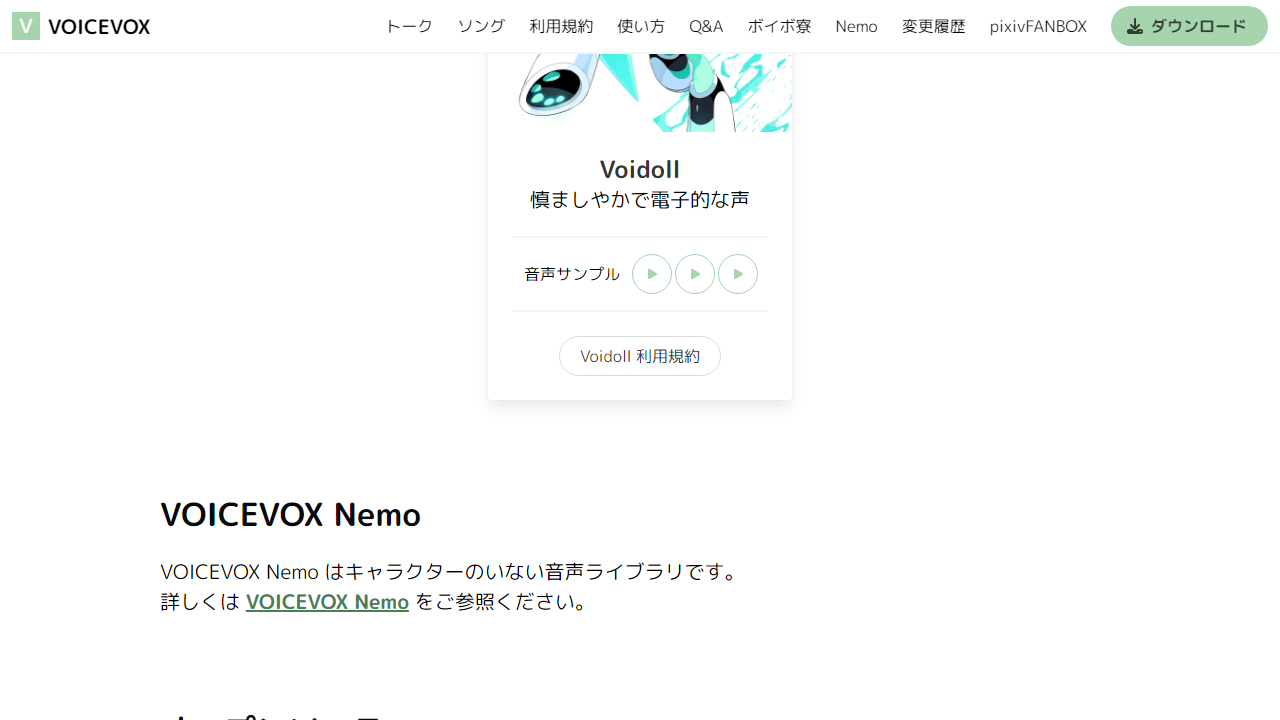 V VOICEVOX
トーク ソング 利用規約 使い方 Q&A ボイボ寮 Nemo 変更履歴 pixivFANBOX ダウンロード
Voidoll
慎ましやかで電子的な声
音声サンプル
Voidoll 利用規約
VOICEVOX Nemo
VOICEVOX Nemo はキャラクターのいない音声ライブラリです。
詳しくは VOICEVOX Nemo をご参照ください。